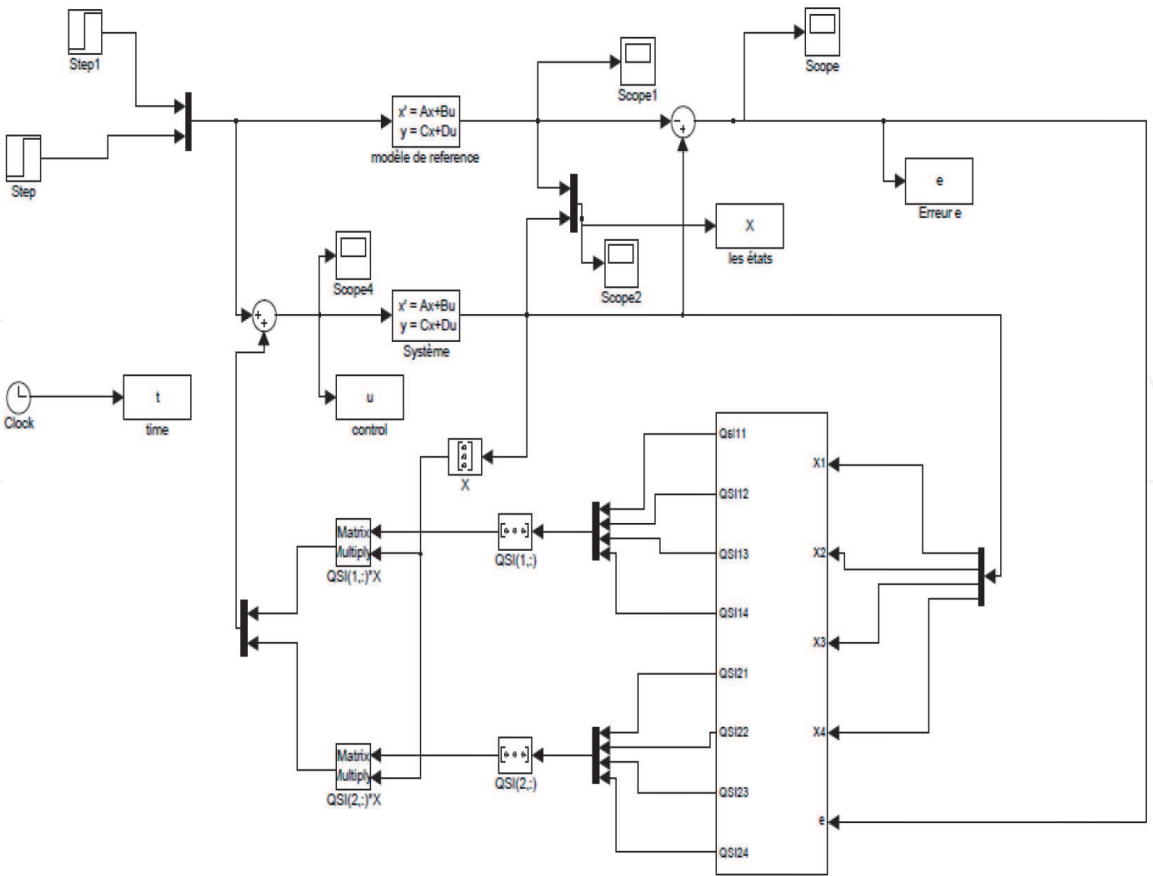 Step1
Scope
Scope1
x' = Ax+Bu
y = Cx+Du
modèle de reference
-
+
Step
e
Erreur e
X
les états
Scope4
Scope2
x' = Ax+Bu
y = Cx+Du
Système
+
+
Clock
t
time
u
control
X
Qsl11
QSI12
QSI13
QSI14
QSI21
QSI22
QSI23
QSI24
X1
X2
X3
X4
e
Matrix
Multiply
QSI(1,:)*X
QSI(1,:)
Matrix
Multiply
QSI(2,:)*X
QSI(2,:)